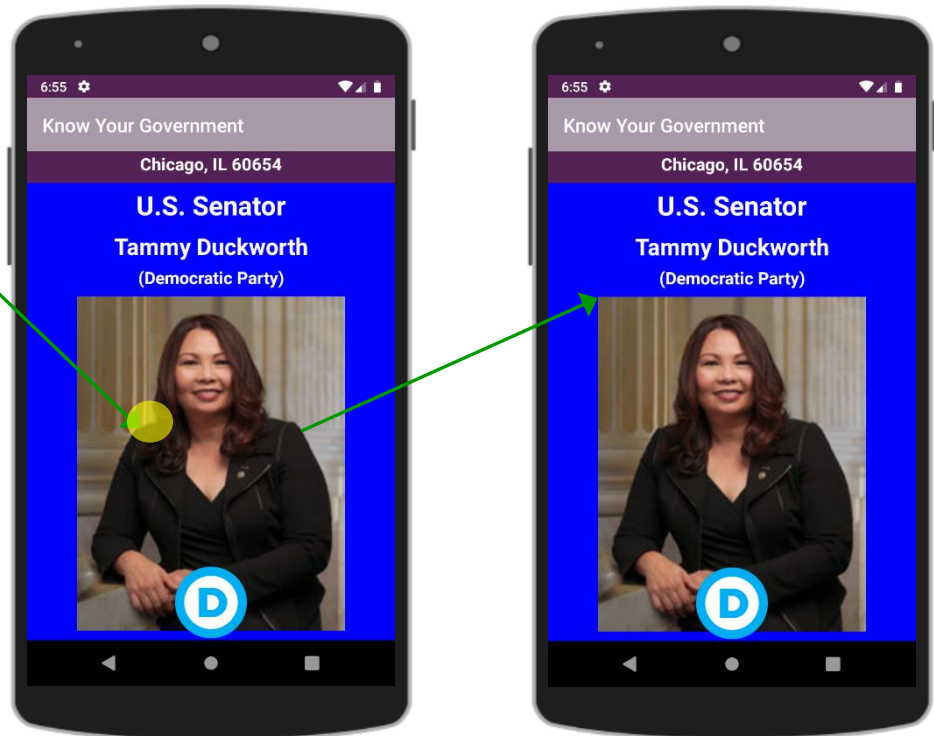 6:55
Know Your Government
Chicago, IL 60654
U.S. Senator
Tammy Duckworth
(Democratic Party)
D
6:55
Know Your Government
Chicago, IL 60654
U.S. Senator
Tammy Duckworth
(Democratic Party)
D